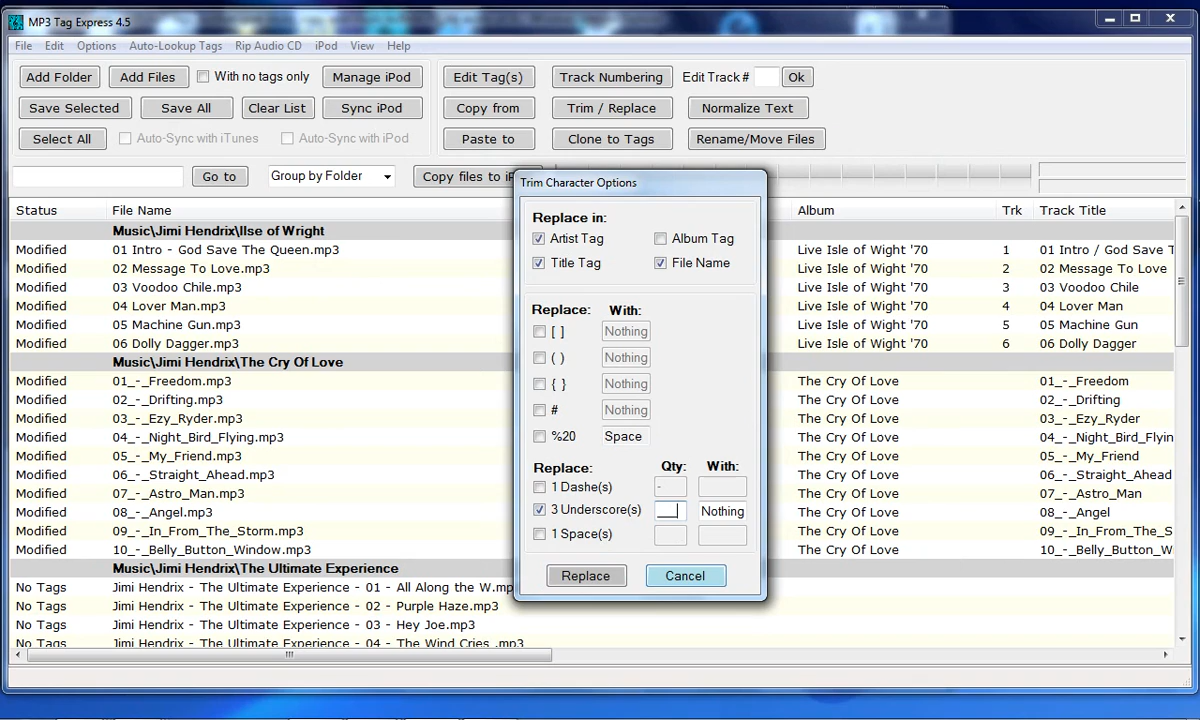 MP3 Tag Express 4.5
File Edit Options Auto-Lookup Tags Rip Audio CD iPod View Help
Add Folder Add Files With no tags only Manage iPod Edit Tag(s) Track Numbering Edit Track # Ok
Save Selected Save All Clear List Sync iPod Copy from Trim / Replace Normalize Text
Select All Auto-Sync with iTunes Auto-Sync with iPod Paste to Clone to Tags Rename/Move Files
Go to Group by Folder Copy files to
Status File Name Album Trk Track Title
Music\Jimi Hendrix\Ilse of Wright
Modified 01 Intro - God Save The Queen.mp3 Live Isle of Wight '70 1 01 Intro / God Save T
Modified 02 Message To Love.mp3 Live Isle of Wight '70 2 02 Message To Love
Modified 03 Voodoo Chile.mp3 Live Isle of Wight '70 3 03 Voodoo Chile
Modified 04 Lover Man.mp3 Live Isle of Wight '70 4 04 Lover Man
Modified 05 Machine Gun.mp3 Live Isle of Wight '70 5 05 Machine Gun
Modified 06 Dolly Dagger.mp3 Live Isle of Wight '70 6 06 Dolly Dagger
Music\Jimi Hendrix\The Cry Of Love
Modified 01_-_Freedom.mp3 The Cry Of Love 01_-_Freedom
Modified 02_-_Drifting.mp3 The Cry Of Love 02_-_Drifting
Modified 03_-_Ezy_Ryder.mp3 The Cry Of Love 03_-_Ezy_Ryder
Modified 04_-_Night_Bird_Flying.mp3 The Cry Of Love 04_-_Night_Bird_Flyin
Modified 05_-_My_Friend.mp3 The Cry Of Love 05_-_My_Friend
Modified 06_-_Straight_Ahead.mp3 The Cry Of Love 06_-_Straight_Ahead
Modified 07_-_Astro_Man.mp3 The Cry Of Love 07_-_Astro_Man
Modified 08_-_Angel.mp3 The Cry Of Love 08_-_Angel
Modified 09_-_In_From_The_Storm.mp3 The Cry Of Love 09_-_In_From_The_S
Modified 10_-_Belly_Button_Window.mp3 The Cry Of Love 10_-_Belly_Button_W
Music\Jimi Hendrix\The Ultimate Experience
No Tags Jimi Hendrix - The Ultimate Experience - 01 - All Along the W.mp
No Tags Jimi Hendrix - The Ultimate Experience - 02 - Purple Haze.mp3
No Tags Jimi Hendrix - The Ultimate Experience - 03 - Hey Joe.mp3
No Tags Jimi Hendrix - The Ultimate Experience - 04 - The Wind Cries .mp3
Trim Character Options
Replace in:
Artist Tag Album Tag
Title Tag File Name
Replace: With:
[ ] Nothing
( ) Nothing
{ } Nothing
# Nothing
%20 Space
Replace: Qty: With:
1 Dashe(s) -
3 Underscore(s) ___ Nothing
1 Space(s)
Replace Cancel